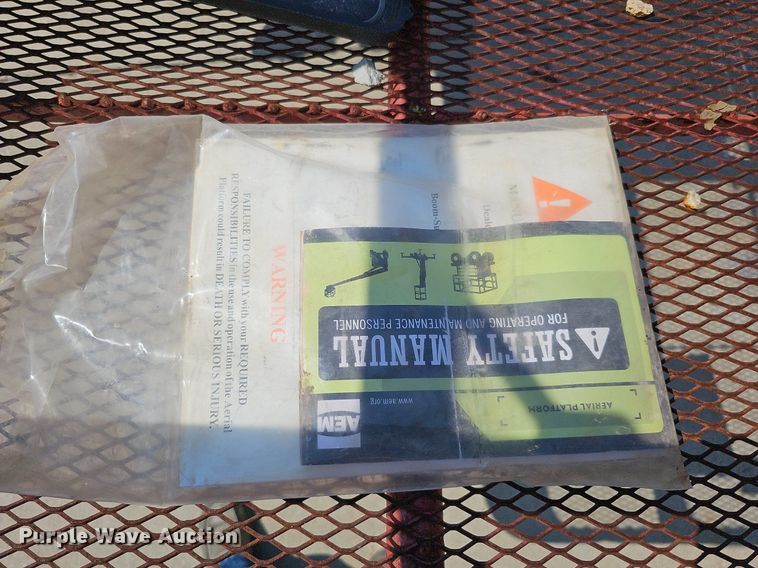 SAFETY MANUAL
FOR OPERATING AND MAINTENANCE PERSONNEL
AERIAL PLATFORM
AEM
www.aem.org
WARNING
FAILURE TO COMPLY with your REQUIRED
RESPONSIBILITIES in the use and operation of the Aerial
Platform could result in DEATH OR SERIOUS INJURY.
Purple Wave Auction